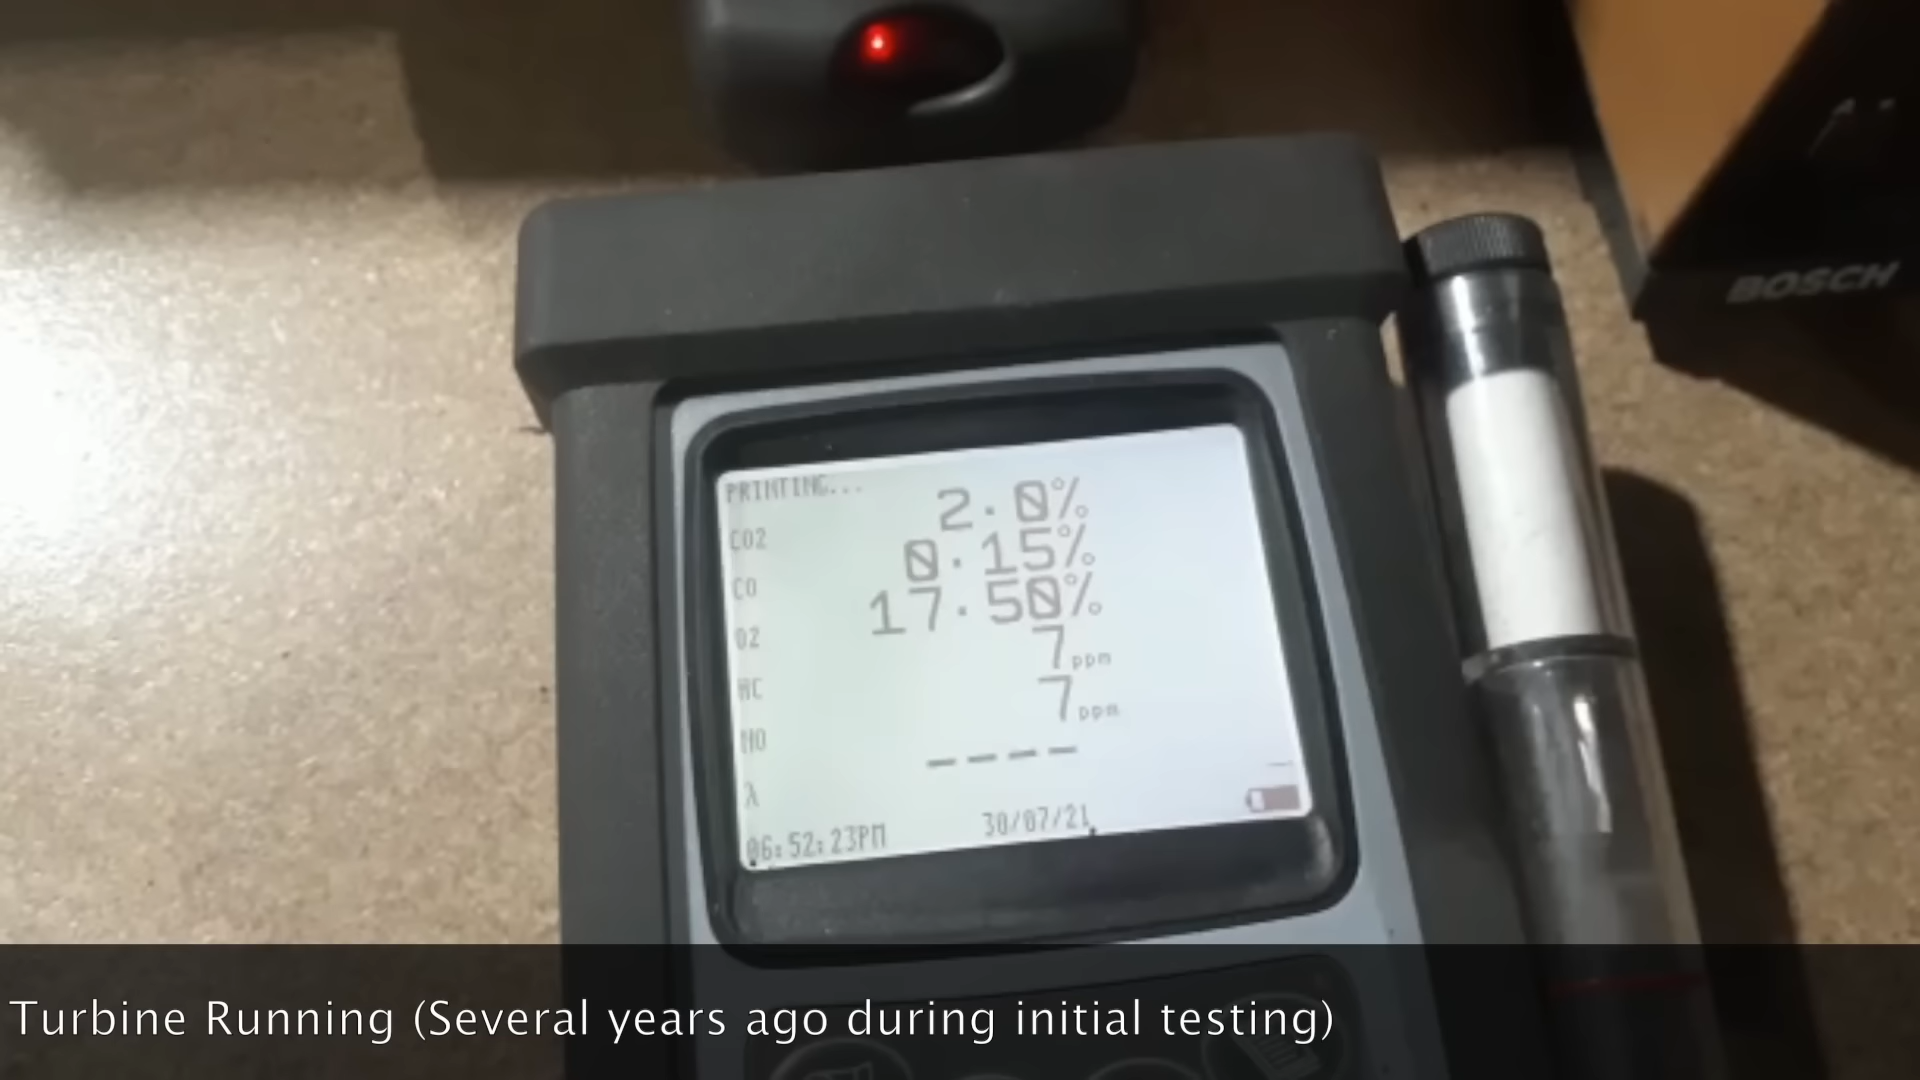 BOSCH
PRINTING...
CO2 2.0%
CO 0.15%
O2 17.50%
HC 7ppm
NO 7ppm
λ ----
06:52:23PM 30/07/21
Turbine Running (Several years ago during initial testing)